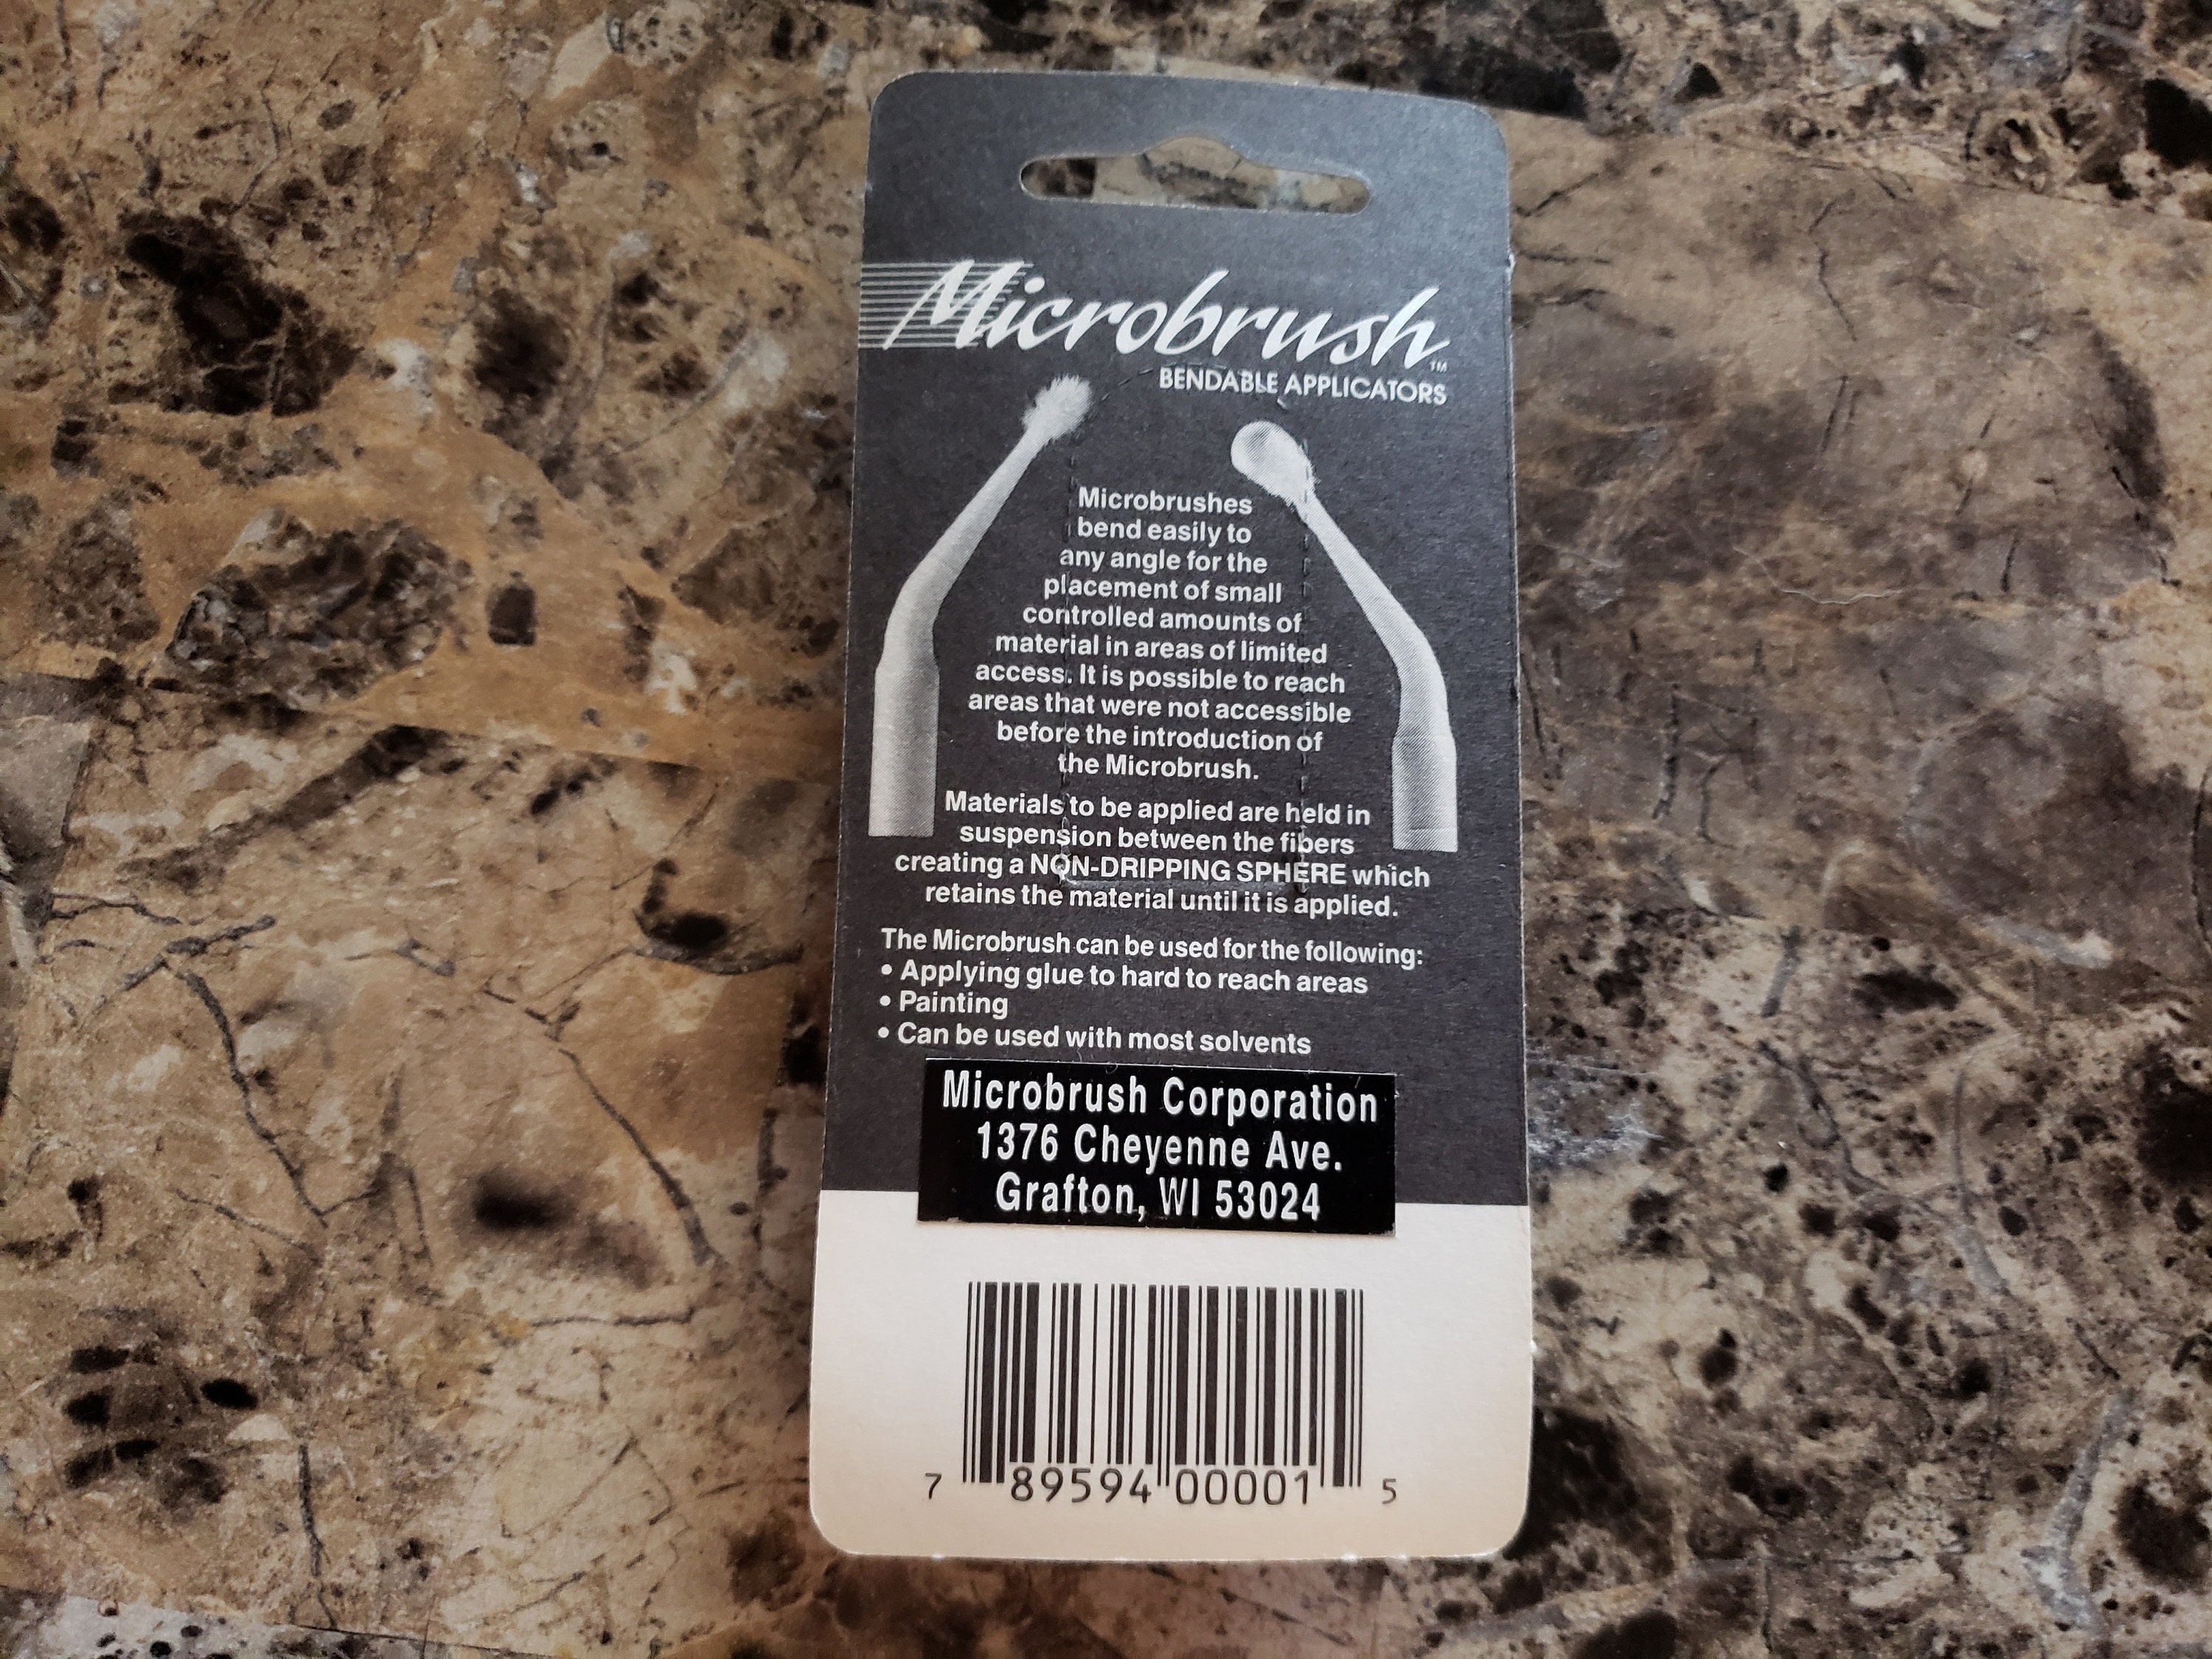 Microbrush™
BENDABLE APPLICATORS
Microbrushes
bend easily to
any angle for the
placement of small
controlled amounts of
material in areas of limited
access. It is possible to reach
areas that were not accessible
before the introduction of
the Microbrush.
Materials to be applied are held in
suspension between the fibers
creating a NON-DRIPPING SPHERE which
retains the material until it is applied.
The Microbrush can be used for the following:
• Applying glue to hard to reach areas
• Painting
• Can be used with most solvents
Microbrush Corporation
1376 Cheyenne Ave.
Grafton, WI 53024
7 89594 00001 5